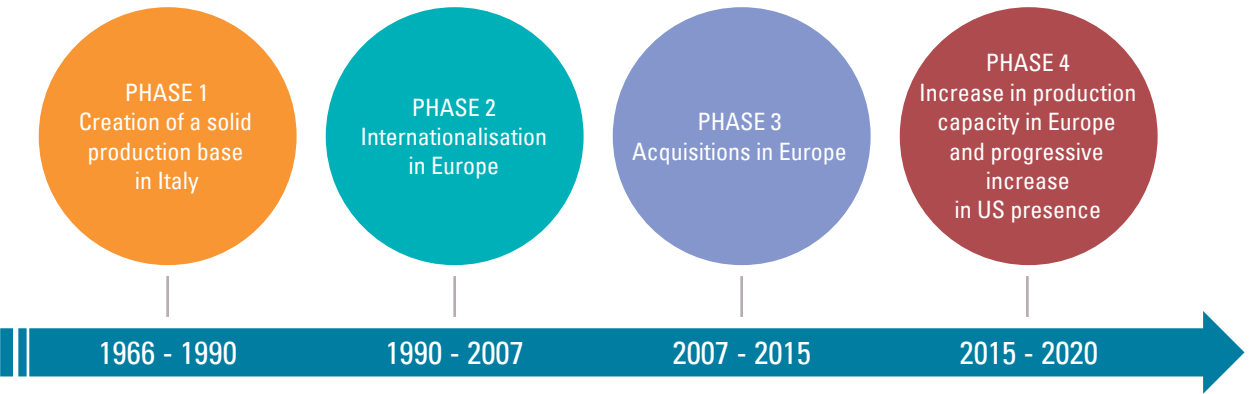 PHASE 1
Creation of a solid
production base
in Italy
PHASE 2
Internationalisation
in Europe
PHASE 3
Acquisitions in Europe
PHASE 4
Increase in production
capacity in Europe
and progressive
increase
in US presence
1966 - 1990
1990 - 2007
2007 - 2015
2015 - 2020